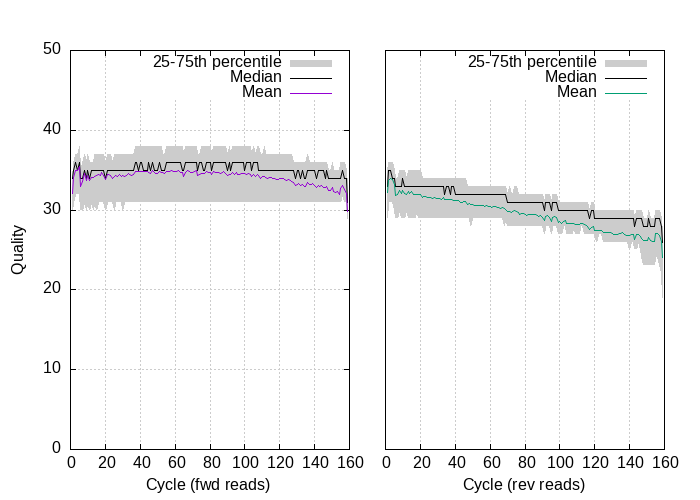 50
40
30
20
10
0
Quality
25-75th percentile
Median
Mean
0 20 40 60 80 100 120 140 160
Cycle (fwd reads)
25-75th percentile
Median
Mean
0 20 40 60 80 100 120 140 160
Cycle (rev reads)